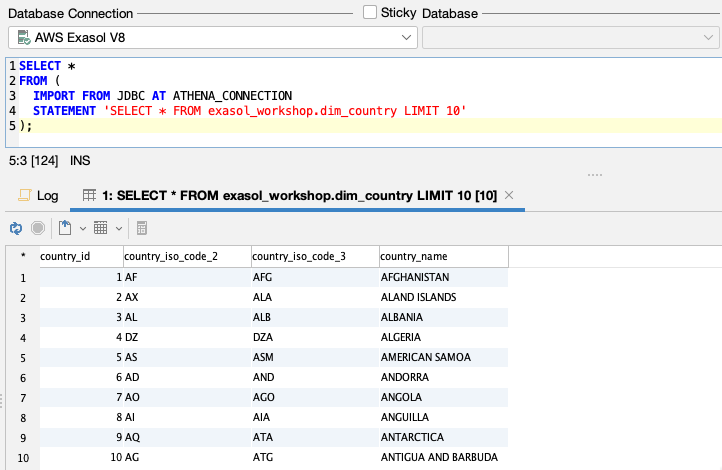 Database Connection Sticky Database
AWS Exasol V8
1 SELECT *
2 FROM (
3 IMPORT FROM JDBC AT ATHENA_CONNECTION
4 STATEMENT 'SELECT * FROM exasol_workshop.dim_country LIMIT 10'
5 );
5:3 [124] INS
Log 1: SELECT * FROM exasol_workshop.dim_country LIMIT 10 [10]
* country_id country_iso_code_2 country_iso_code_3 country_name
1 1 AF AFG AFGHANISTAN
2 2 AX ALA ALAND ISLANDS
3 3 AL ALB ALBANIA
4 4 DZ DZA ALGERIA
5 5 AS ASM AMERICAN SAMOA
6 6 AD AND ANDORRA
7 7 AO AGO ANGOLA
8 8 AI AIA ANGUILLA
9 9 AQ ATA ANTARCTICA
10 10 AG ATG ANTIGUA AND BARBUDA